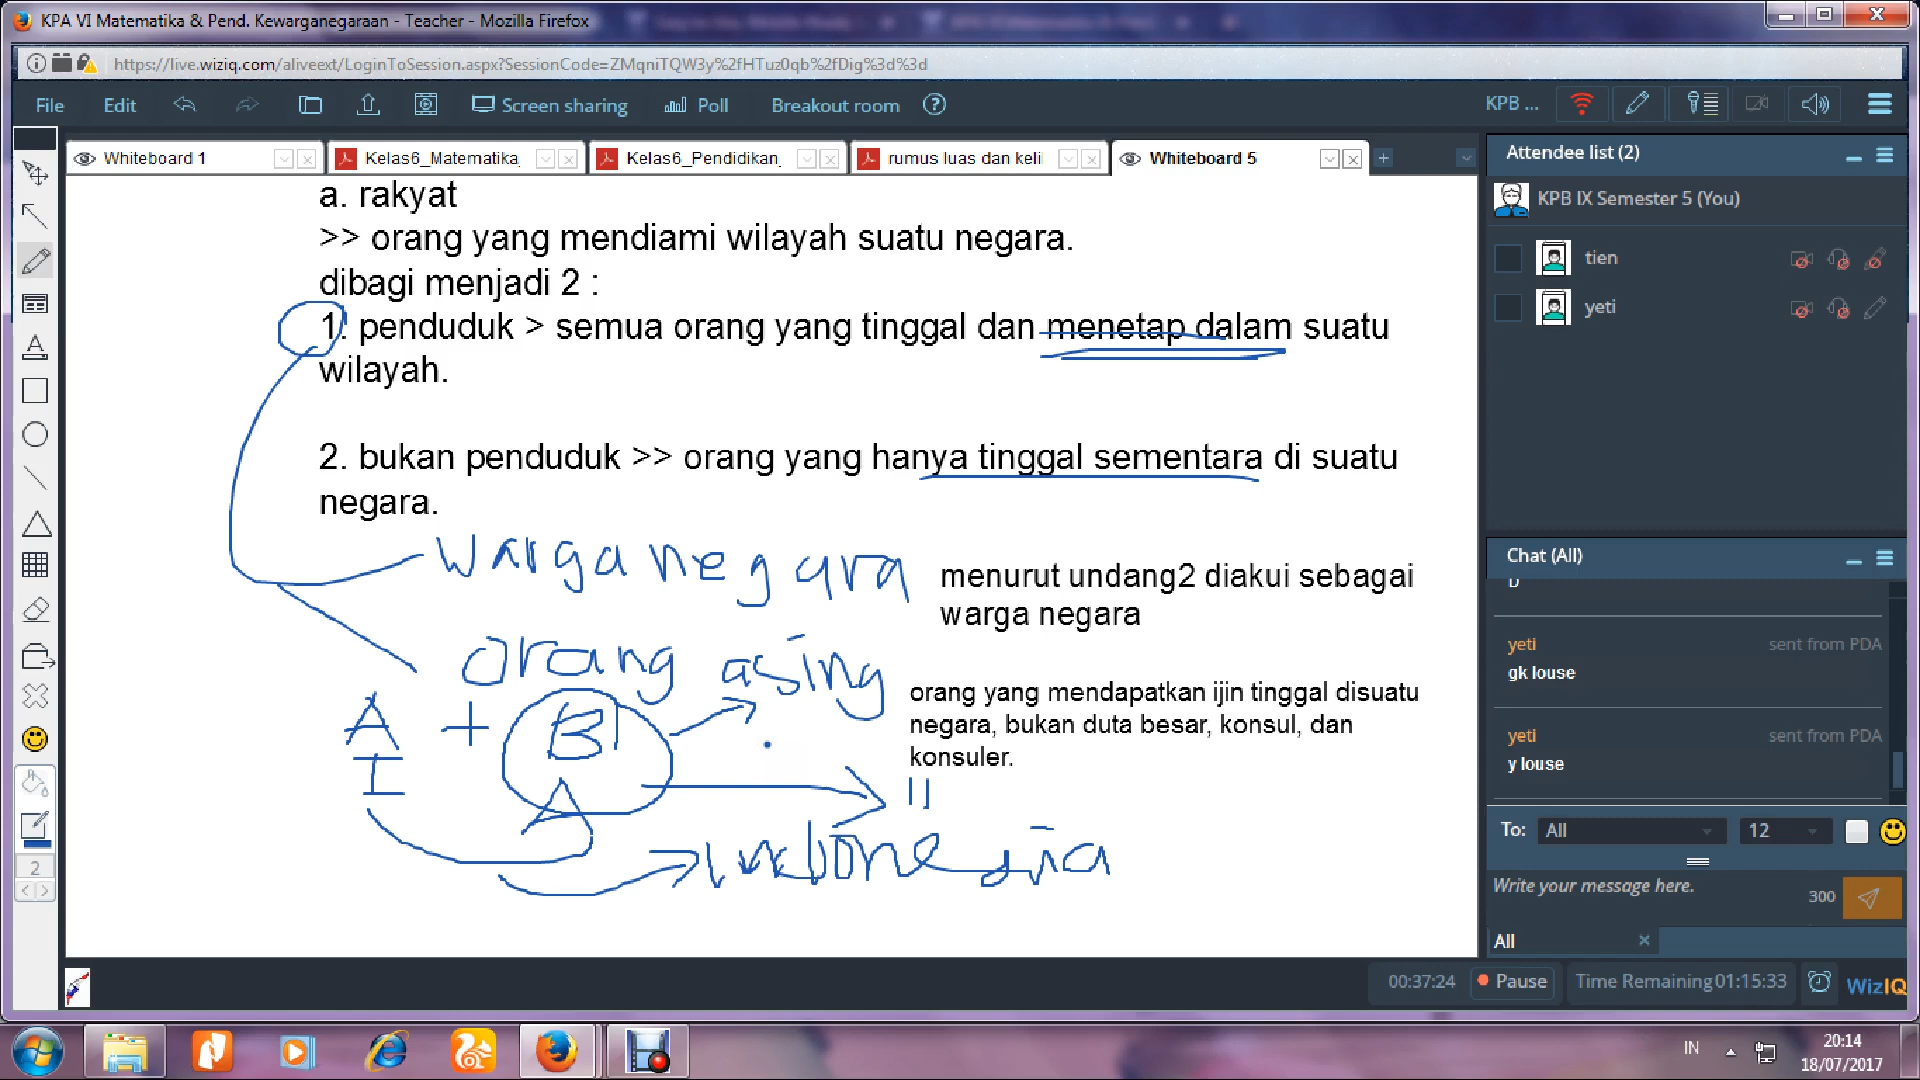 KPA VI Matematika & Pend. Kewarganegaraan - Teacher - Mozilla Firefox
https://live.wiziq.com/aliveext/LoginToSession.aspx?SessionCode=ZMqniTQW3y%2fHTuz0qb%2fDig%3d%3d
File Edit Screen sharing Poll Breakout room KPB ...
Whiteboard 1 Kelas6_Matematika_ Kelas6_Pendidikan_ rumus luas dan keli Whiteboard 5
a. rakyat
>> orang yang mendiami wilayah suatu negara.
dibagi menjadi 2 :
1. penduduk > semua orang yang tinggal dan menetap dalam suatu
wilayah.
2. bukan penduduk >> orang yang hanya tinggal sementara di suatu
negara.
warga negara
menurut undang2 diakui sebagai
warga negara
orang asing
orang yang mendapatkan ijin tinggal disuatu
negara, bukan duta besar, konsul, dan
konsuler.
A + B
I A
Indonesia
Attendee list (2)
KPB IX Semester 5 (You)
tien
yeti
Chat (All)
yeti sent from PDA
gk louse
yeti sent from PDA
y louse
To: All 12
Write your message here.
300
All
00:37:24 Pause Time Remaining 01:15:33 WizIQ
2
IN
20:14
18/07/2017